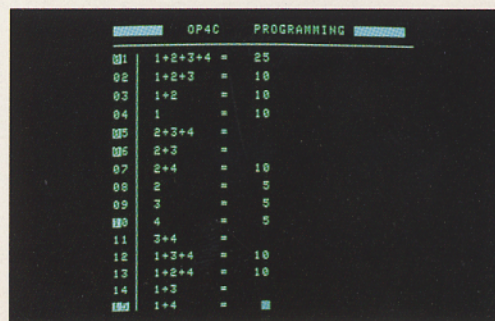 OP4C PROGRAMMING
01 1+2+3+4 = 25
02 1+2+3 = 10
03 1+2 = 10
04 1 = 10
05 2+3+4 =
06 2+3 =
07 2+4 = 10
08 2 = 5
09 3 = 5
10 4 = 5
11 3+4 =
12 1+3+4 = 10
13 1+2+4 = 10
14 1+3 =
1+4 =